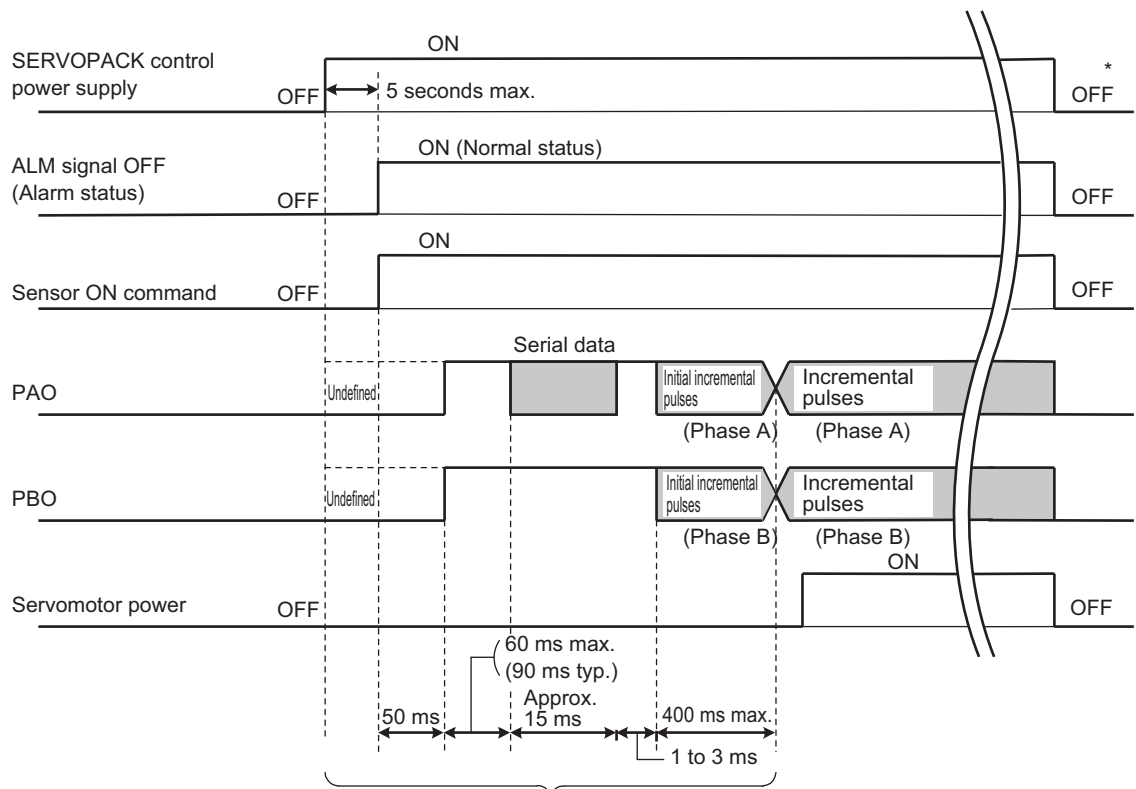 ON
SERVOPACK control
power supply
OFF
5 seconds max.
*
OFF
ALM signal OFF
(Alarm status)
OFF
ON (Normal status)
OFF
ON
Sensor ON command
OFF
OFF
Serial data
PAO
Undefined
Initial incremental
pulses
Incremental
pulses
(Phase A)
(Phase A)
PBO
Undefined
Initial incremental
pulses
Incremental
pulses
(Phase B)
(Phase B)
ON
Servomotor power
OFF
OFF
60 ms max.
(90 ms typ.)
Approx.
50 ms
15 ms
400 ms max.
1 to 3 ms